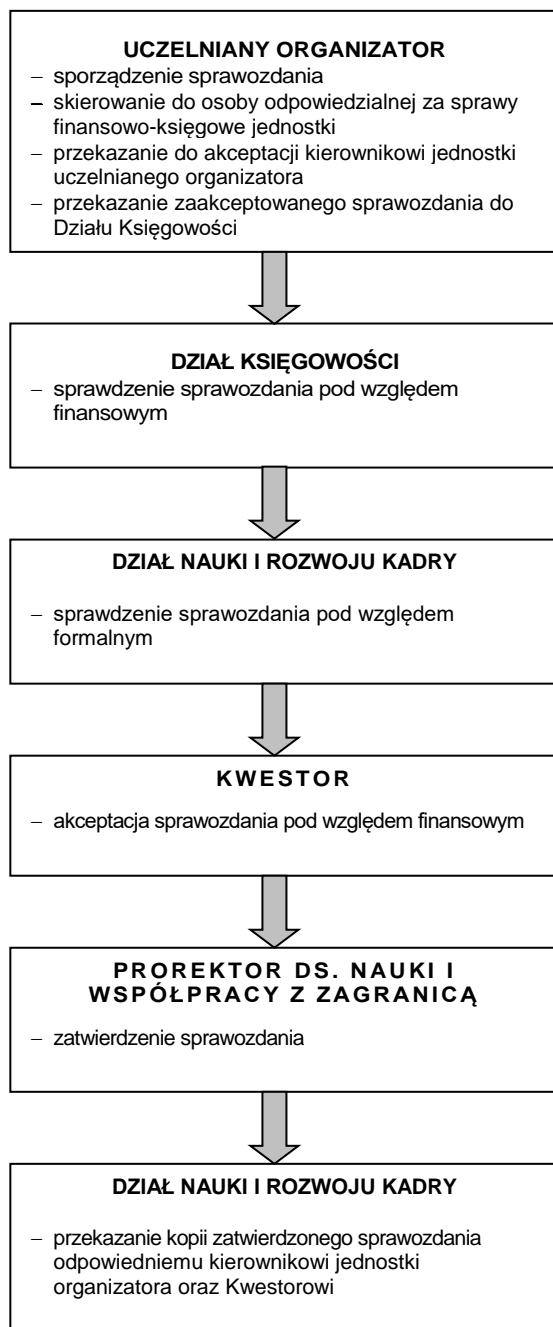 UCZELNIANY ORGANIZATOR
– sporządzenie sprawozdania
– skierowanie do osoby odpowiedzialnej za sprawy
finansowo-księgowe jednostki
– przekazanie do akceptacji kierownikowi jednostki
uczelnianego organizatora
– przekazanie zaakceptowanego sprawozdania do
Działu Księgowości
DZIAŁ KSIĘGOWOŚCI
– sprawdzenie sprawozdania pod względem
finansowym
DZIAŁ NAUKI I ROZWOJU KADRY
– sprawdzenie sprawozdania pod względem
formalnym
KWESTOR
– akceptacja sprawozdania pod względem finansowym
PROREKTOR DS. NAUKI I
WSPÓŁPRACY Z ZAGRANICĄ
– zatwierdzenie sprawozdania
DZIAŁ NAUKI I ROZWOJU KADRY
– przekazanie kopii zatwierdzonego sprawozdania
odpowiedniemu kierownikowi jednostki
organizatora oraz Kwestorowi